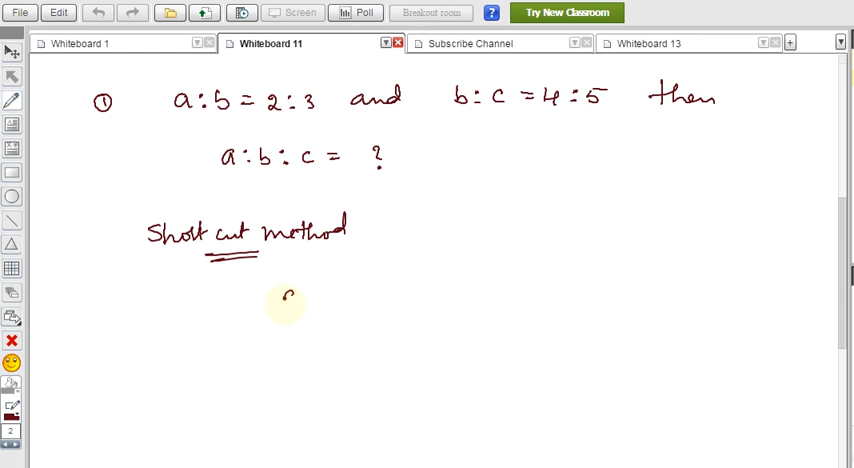 File Edit Screen Poll Breakout room ? Try New Classroom
Whiteboard 1 Whiteboard 11 Subscribe Channel Whiteboard 13
① a:b = 2:3 and b:c = 4:5 then
a:b:c = ?
Short cut method
2